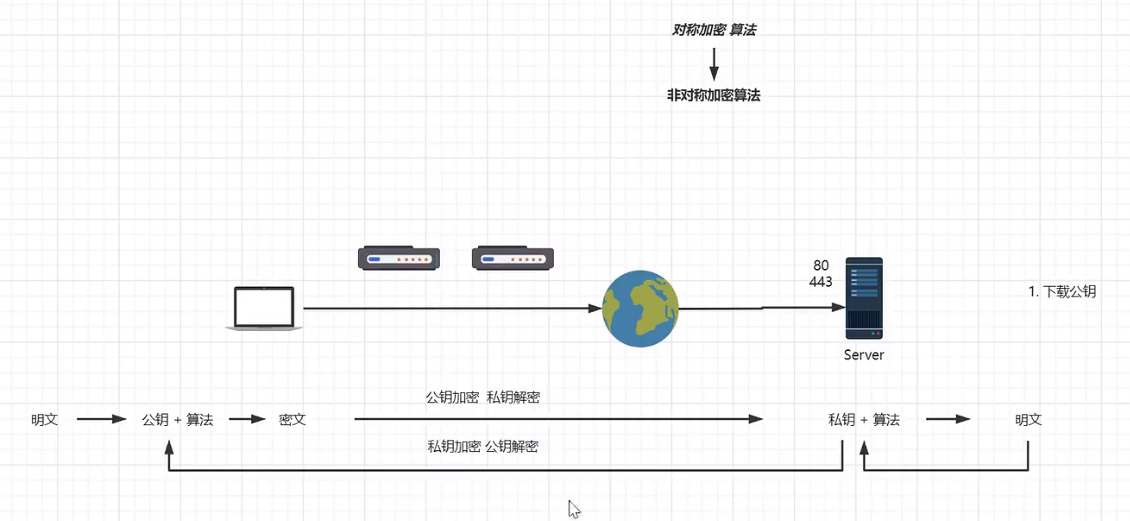 对称加密 算法
非对称加密算法
80
443
1. 下载公钥
Server
公钥加密 私钥解密
明文
公钥 + 算法
密文
私钥 + 算法
明文
私钥加密 公钥解密